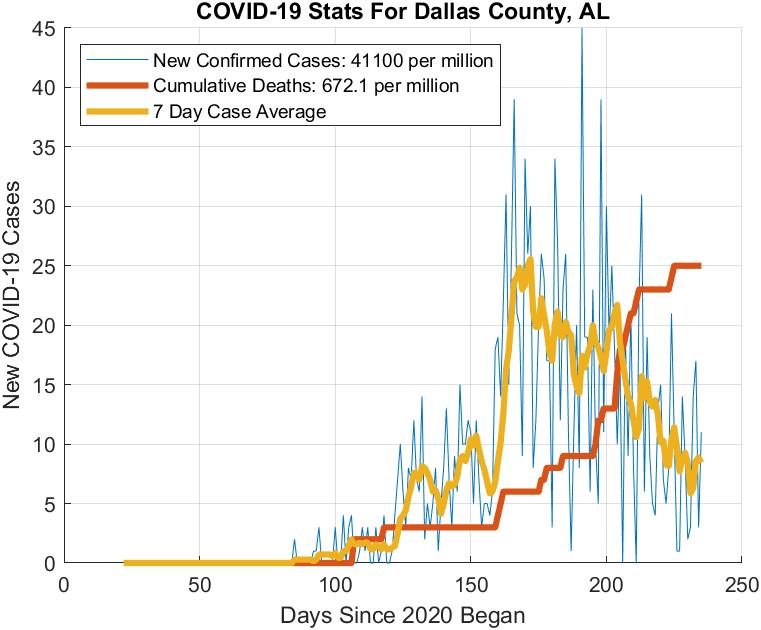 COVID-19 Stats For Dallas County, AL
New Confirmed Cases: 41100 per million
Cumulative Deaths: 672.1 per million
7 Day Case Average
New COVID-19 Cases
45
40
35
30
25
20
15
10
5
0
0 50 100 150 200 250
Days Since 2020 Began